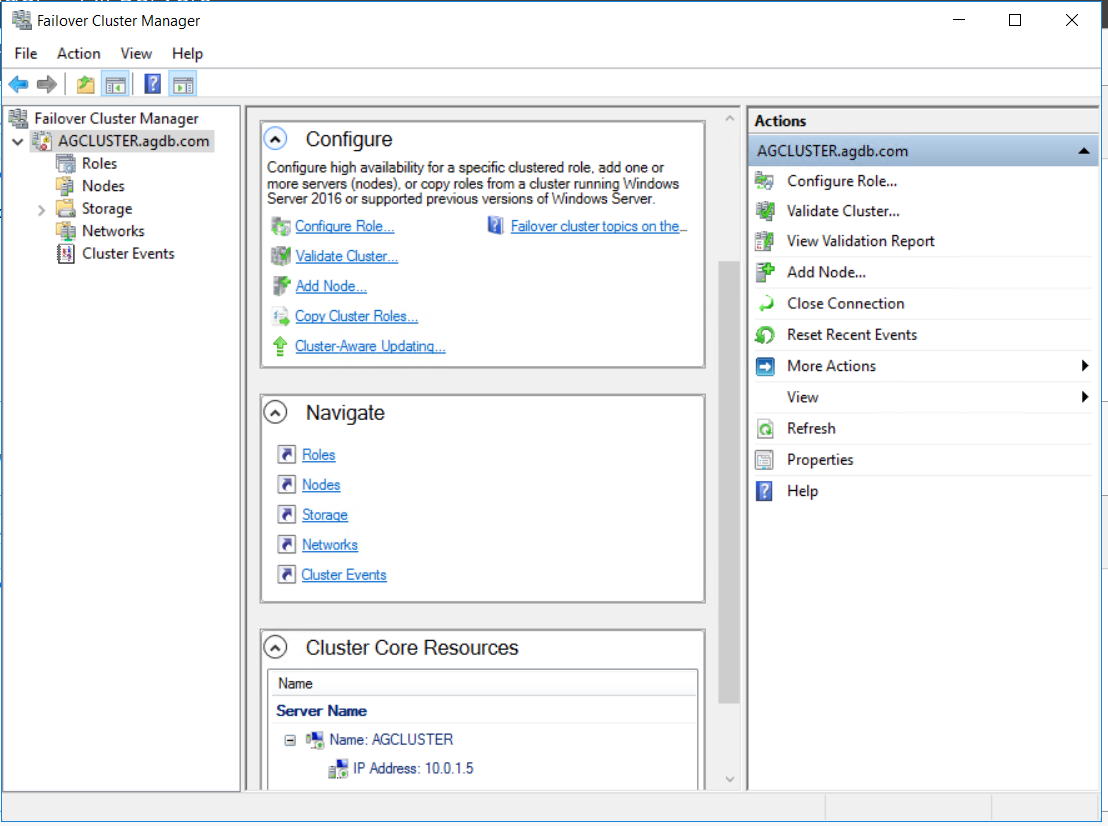 Failover Cluster Manager
File Action View Help
Failover Cluster Manager
AGCLUSTER.agdb.com
Roles
Nodes
Storage
Networks
Cluster Events
Configure
Configure high availability for a specific clustered role, add one or
more servers (nodes), or copy roles from a cluster running Windows
Server 2016 or supported previous versions of Windows Server.
Configure Role...
Failover cluster topics on the...
Validate Cluster...
Add Node...
Copy Cluster Roles...
Cluster-Aware Updating...
Navigate
Roles
Nodes
Storage
Networks
Cluster Events
Cluster Core Resources
Name
Server Name
Name: AGCLUSTER
IP Address: 10.0.1.5
Actions
AGCLUSTER.agdb.com
Configure Role...
Validate Cluster...
View Validation Report
Add Node...
Close Connection
Reset Recent Events
More Actions
View
Refresh
Properties
Help